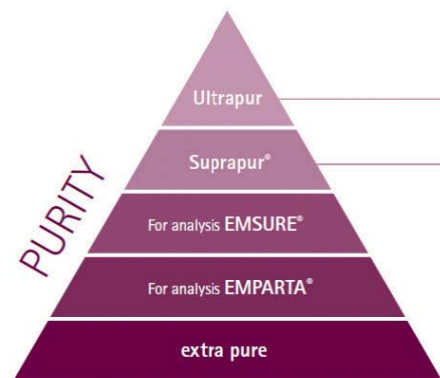 Ultrapur
Suprapur®
PURITY
For analysis EMSURE®
For analysis EMPARTA®
extra pure